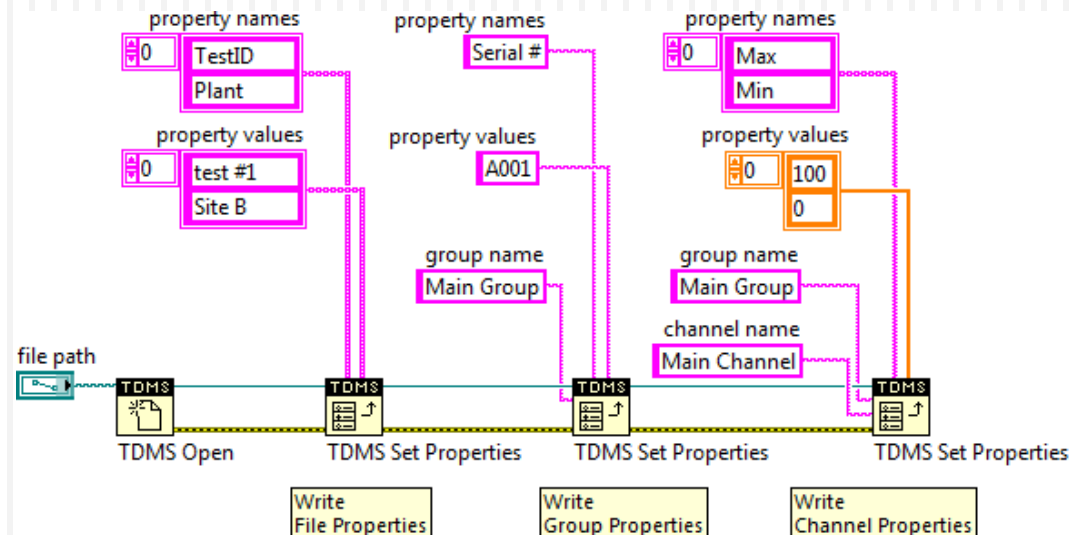 property names
property names
property names
0
TestID
Plant
Serial #
0
Max
Min
property values
property values
property values
0
test #1
Site B
A001
0
100
0
group name
Main Group
group name
Main Group
channel name
Main Channel
file path
TDMS
TDMS
TDMS
TDMS
TDMS Open
TDMS Set Properties
TDMS Set Properties
TDMS Set Properties
Write
File Properties
Write
Group Properties
Write
Channel Properties